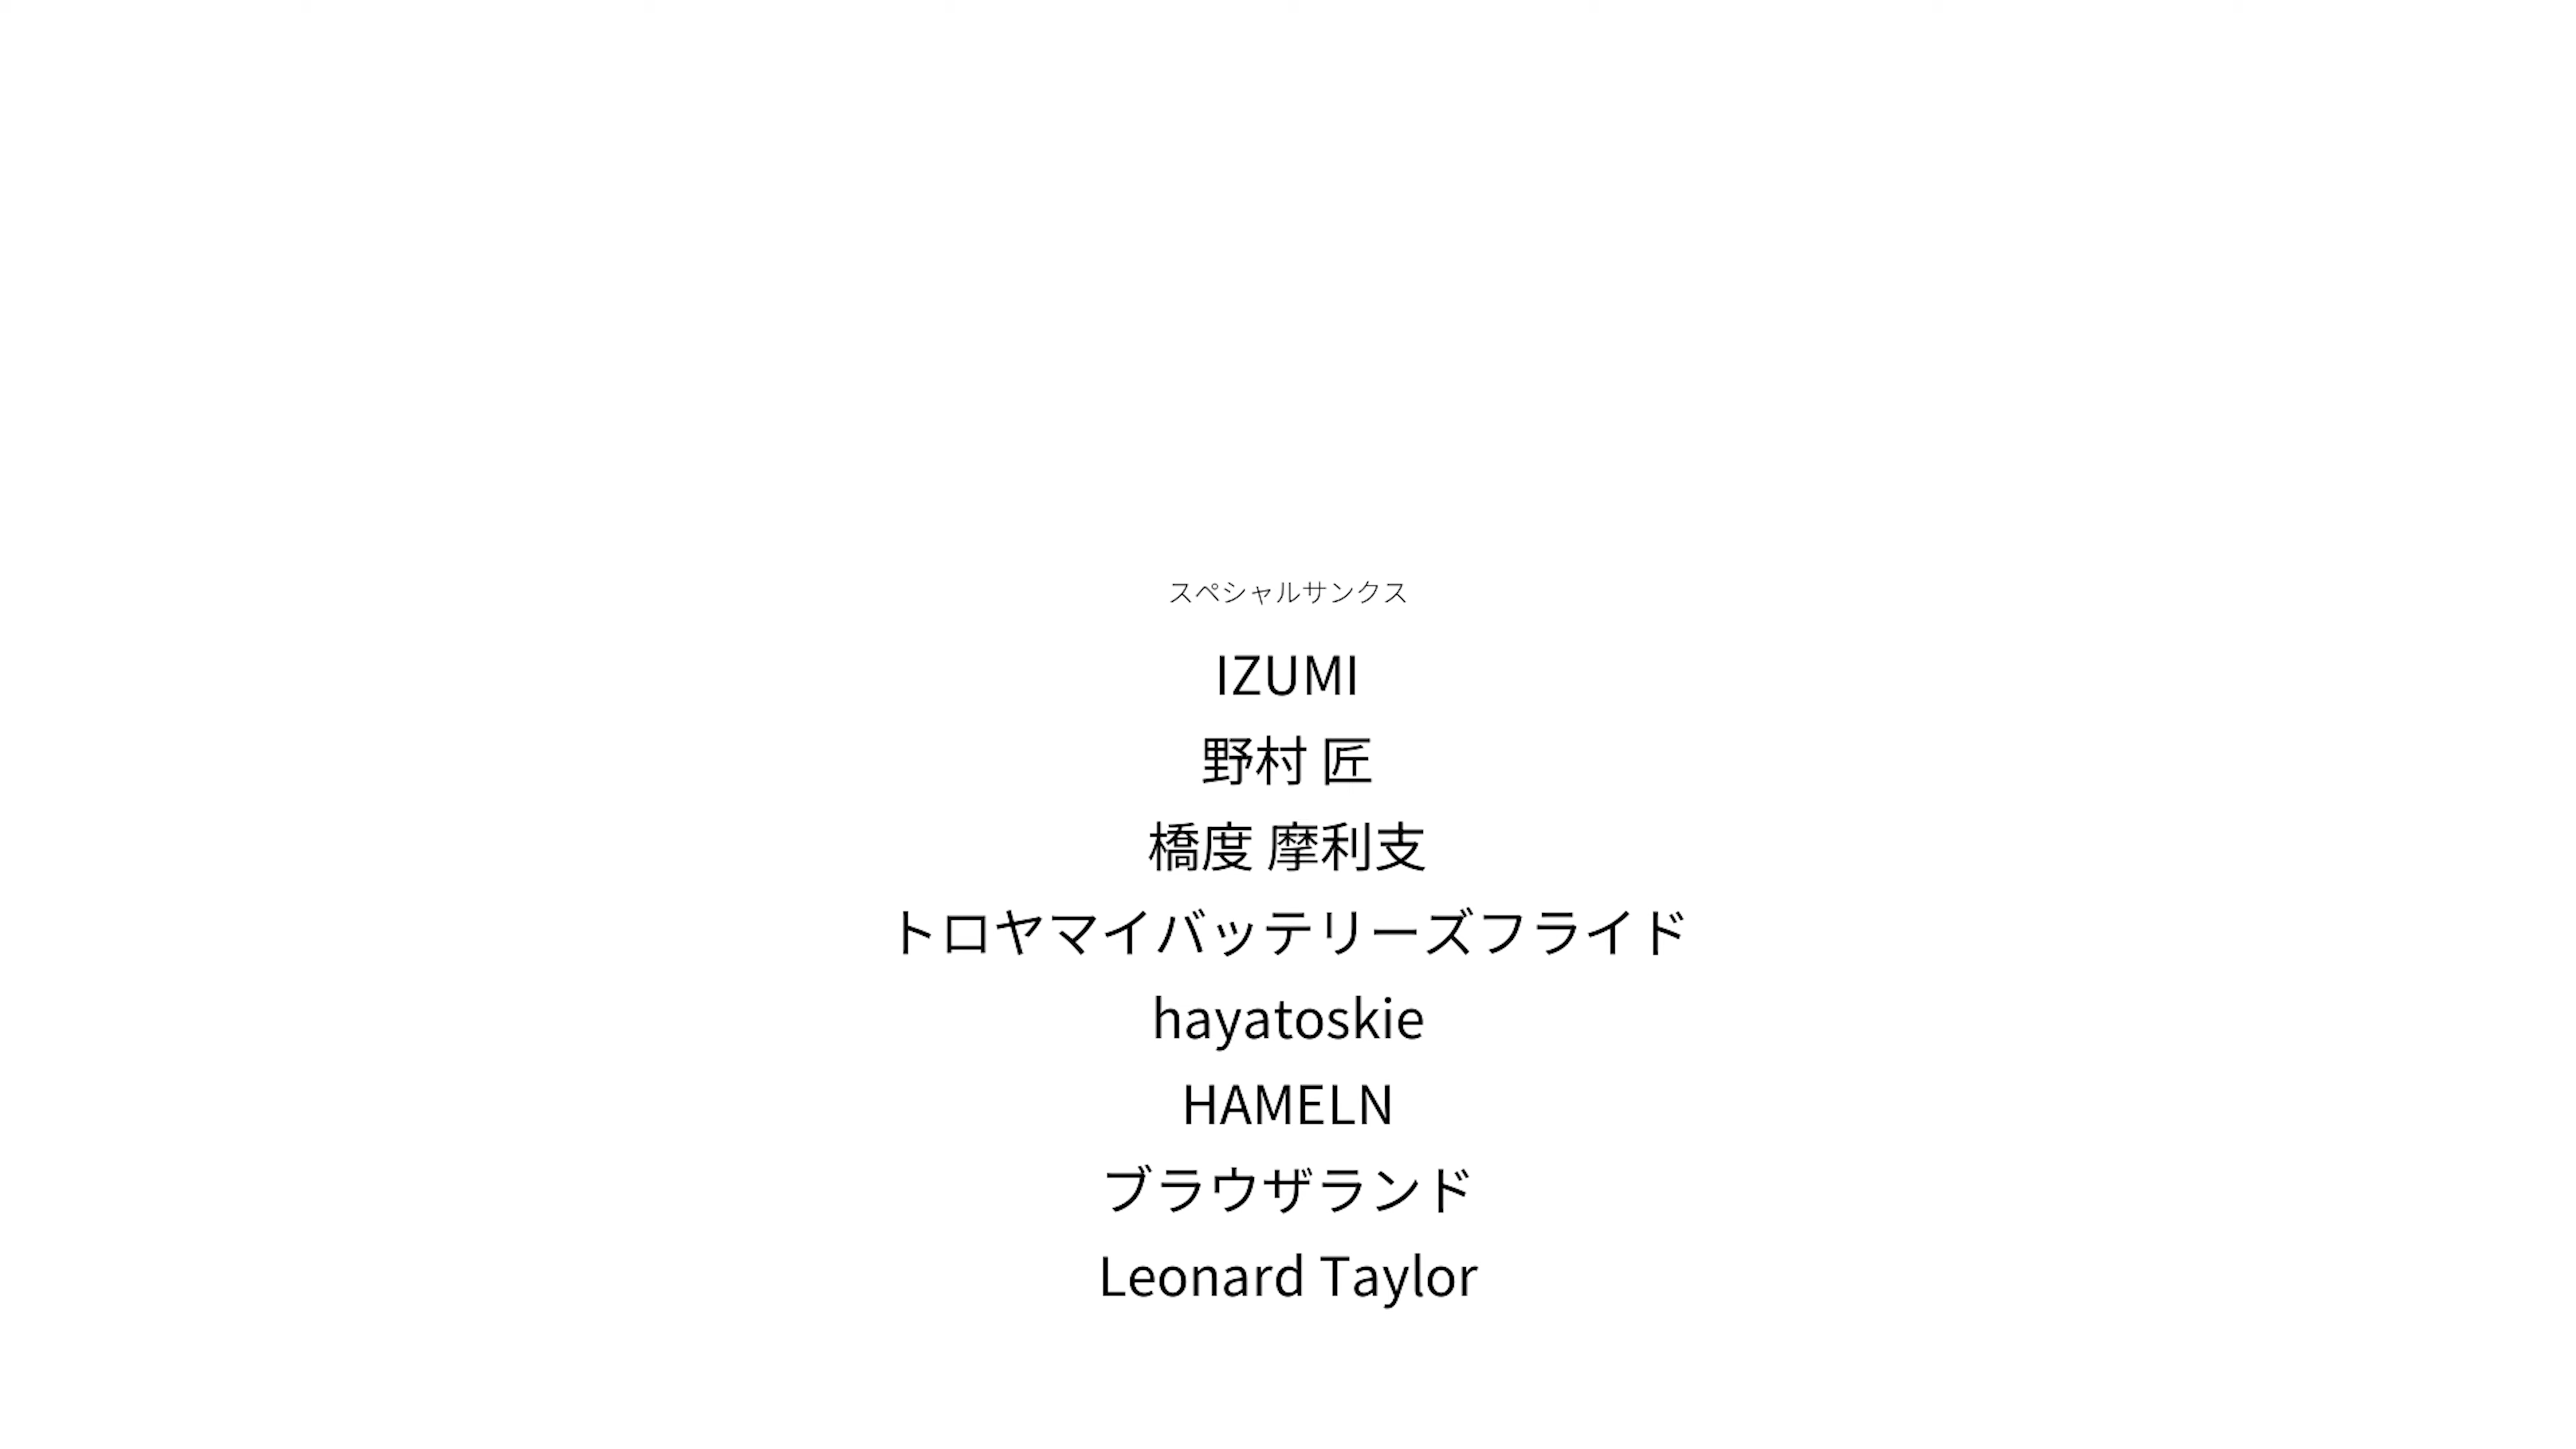 スペシャルサンクス
IZUMI
野村 匠
橋度 摩利支
トロヤマイバッテリーズフライド
hayatoskie
HAMELN
ブラウザランド
Leonard Taylor